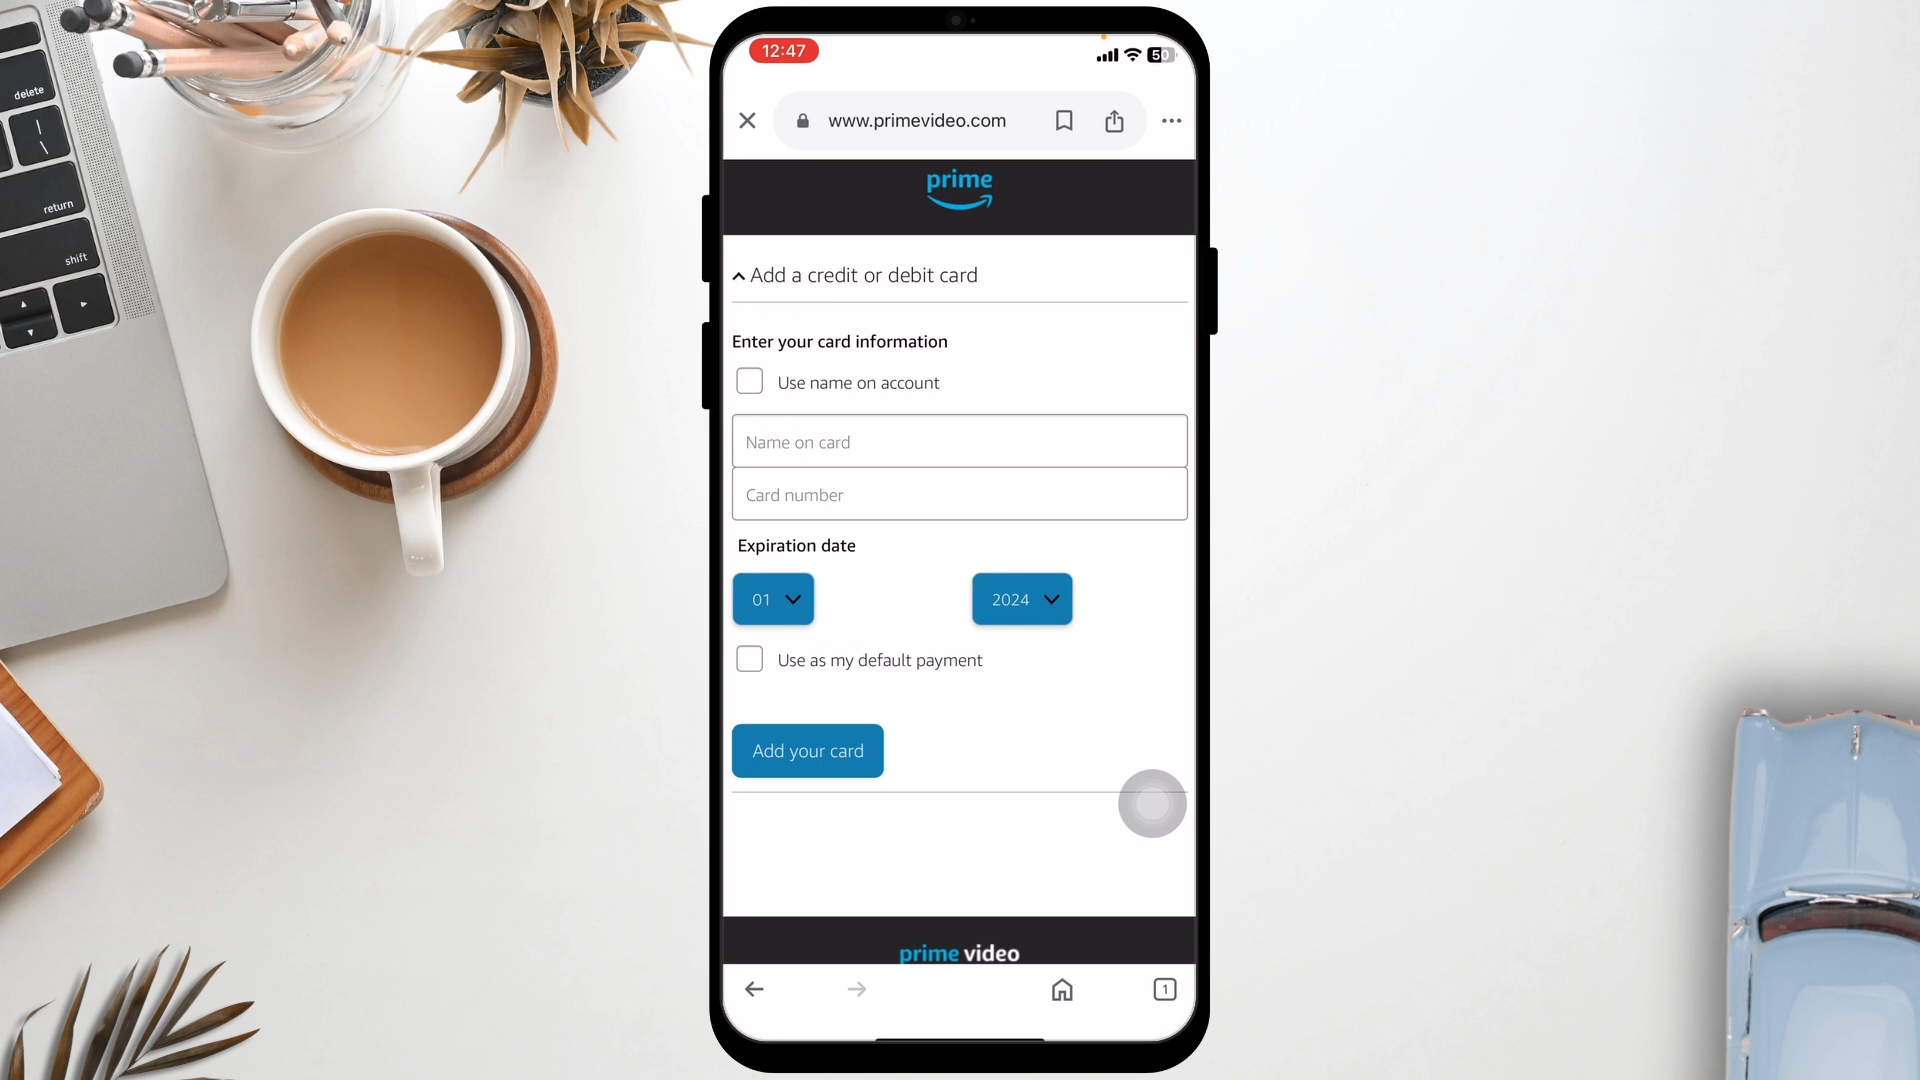 delete
return
shift
12:47
50
www.primevideo.com
prime
Add a credit or debit card
Enter your card information
Use name on account
Name on card
Card number
Expiration date
01
2024
Use as my default payment
Add your card
prime video
1